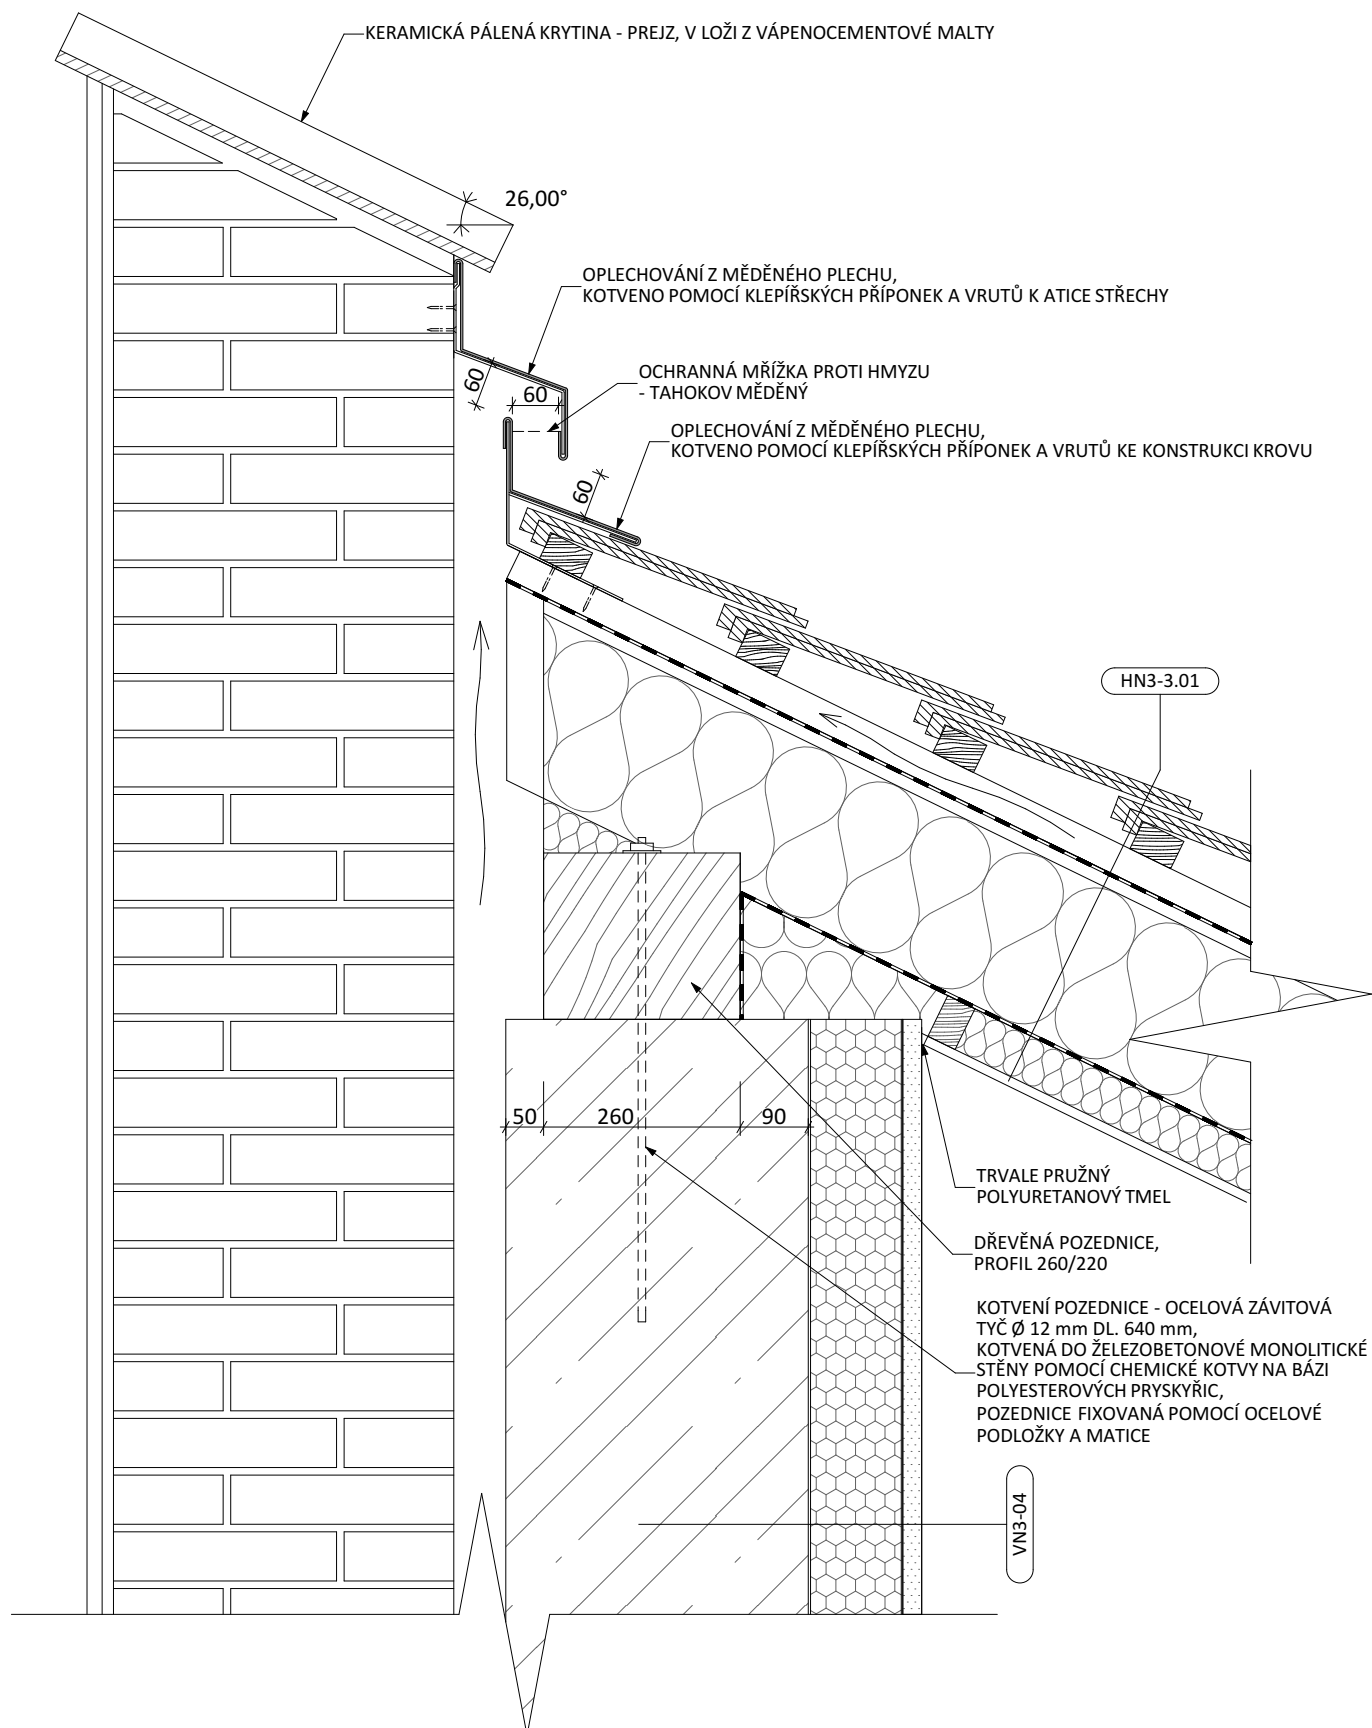 KERAMICKÁ PÁLENÁ KRYTINA - PREJZ, V LOŽI Z VÁPENOCEMENTOVÉ MALTY
26,00°
OPLECHOVÁNÍ Z MĚDĚNÉHO PLECHU,
KOTVENO POMOCÍ KLEPÍŘSKÝCH PŘÍPONEK A VRUTŮ K ATICE STŘECHY
OCHRANNÁ MŘÍŽKA PROTI HMYZU
- TAHOKOV MĚDĚNÝ
60
60
OPLECHOVÁNÍ Z MĚDĚNÉHO PLECHU,
KOTVENO POMOCÍ KLEPÍŘSKÝCH PŘÍPONEK A VRUTŮ KE KONSTRUKCI KROVU
60
HN3-3.01
50
260
90
TRVALE PRUŽNÝ
POLYURETANOVÝ TMEL
DŘEVĚNÁ POZEDNICE,
PROFIL 260/220
KOTVENÍ POZEDNICE - OCELOVÁ ZÁVITOVÁ
TYČ Ø 12 mm DL. 640 mm,
KOTVENÁ DO ŽELEZOBETONOVÉ MONOLITICKÉ
STĚNY POMOCÍ CHEMICKÉ KOTVY NA BÁZI
POLYESTEROVÝCH PRYSKYŘIC,
POZEDNICE FIXOVANÁ POMOCÍ OCELOVÉ
PODLOŽKY A MATICE
VN3-04